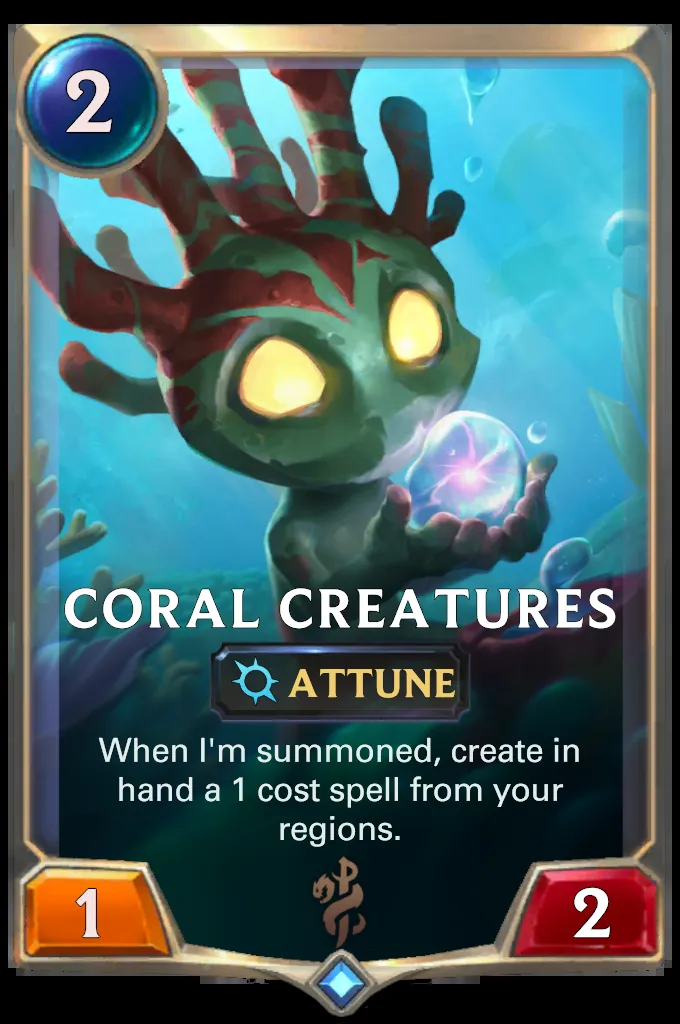 2
CORAL CREATURES
ATTUNE
When I'm summoned, create in
hand a 1 cost spell from your
regions.
1
2